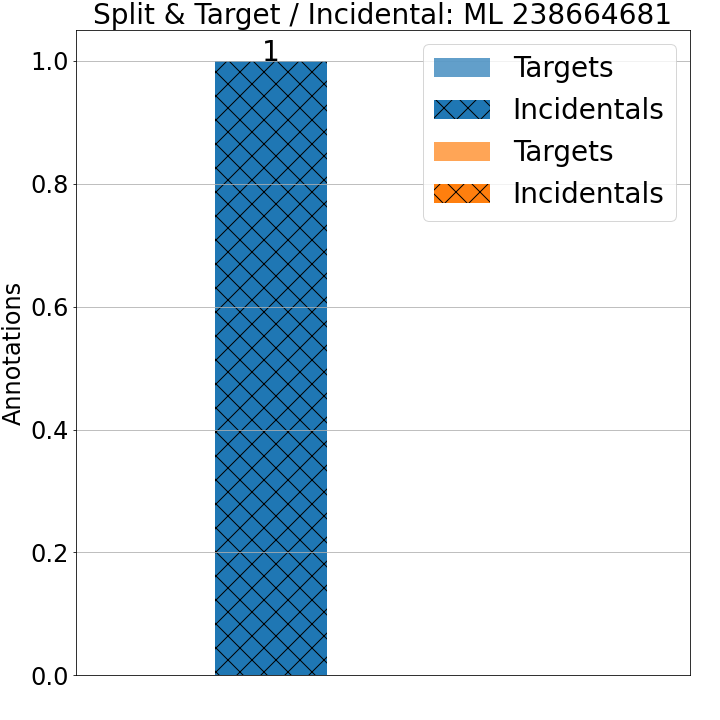 Split & Target / Incidental: ML 238664681
1
Targets
Incidentals
Targets
Incidentals
1.0
0.8
0.6
0.4
0.2
0.0
Annotations